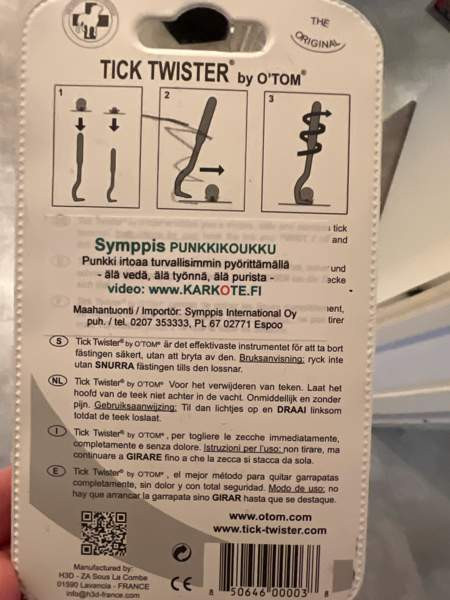 THE
ORIGINAL
TICK TWISTER® by O'TOM®
1
2
3
tick
and
Symppis PUNKKIKOUKKU
Punkki irtoaa turvallisimmin pyörittämällä
- älä vedä, älä työnnä, älä purista -
video: www.KARKOTE.FI
und
ecke
Maahantuonti / Importör: Symppis International Oy
puh. / tel. 0207 353333, PL 67 02771 Espoo
ment,
tirer
S Tick Twister® by O'TOM® är det effektivaste instrumentet för att ta bort
fästingen säkert, utan att bryta av den. Bruksanvisning: ryck inte
utan SNURRA fästingen tills den lossnar.
NL Tick Twister® by O'TOM® Voor het verwijderen van teken. Laat het
hoofd van de teek niet achter in de vacht. Onmiddellijk en zonder
pijn. Gebruiksaanwijzing: Til dan lichtjes op en DRAAI linksom
totdat de teek loslaat.
I Tick Twister® by O'TOM®, per togliere le zecche immediatamente,
completamente e senza dolore. Istruzioni per l'uso: non tirare, ma
continuare a GIRARE fino a che la zecca si stacca da sola.
E Tick Twister® by O'TOM®, el mejor método para quitar garrapatas
completamente, sin dolor y con total seguridad. Modo de uso: no
hay que arrancar la garrapata sino GIRAR hasta que se destaque.
www.otom.com
www.tick-twister.com
Manufactured by:
H3D - ZA Sous La Combe
01990 Lavancia - FRANCE
info@h3d-france.com
CE
8 50646 00003 8